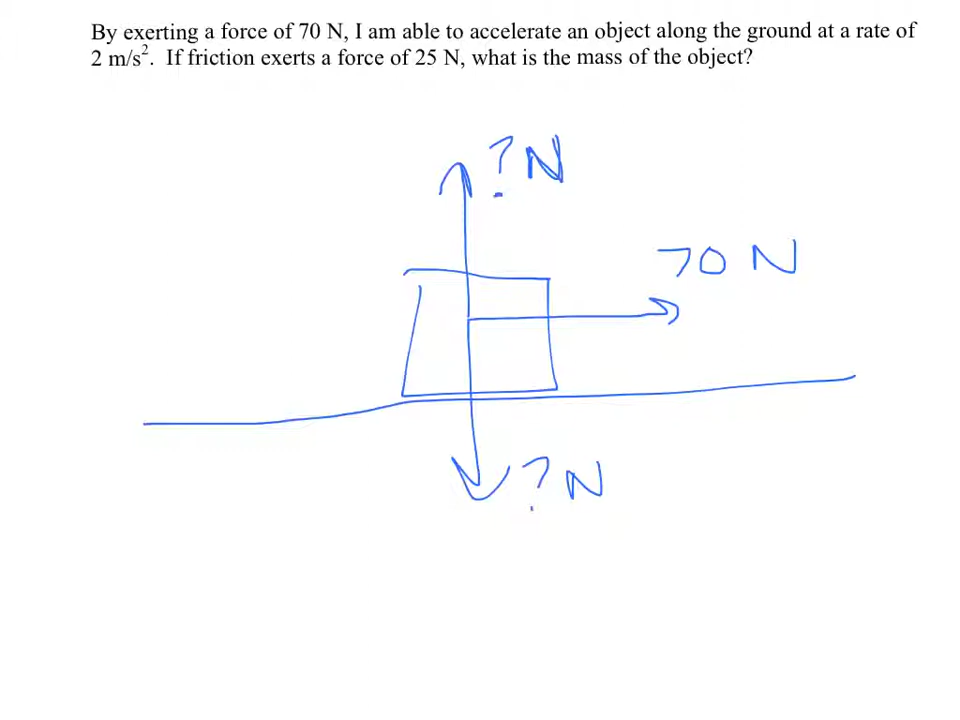 By exerting a force of 70 N, I am able to accelerate an object along the ground at a rate of
2 m/s². If friction exerts a force of 25 N, what is the mass of the object?
?N
70 N
?N